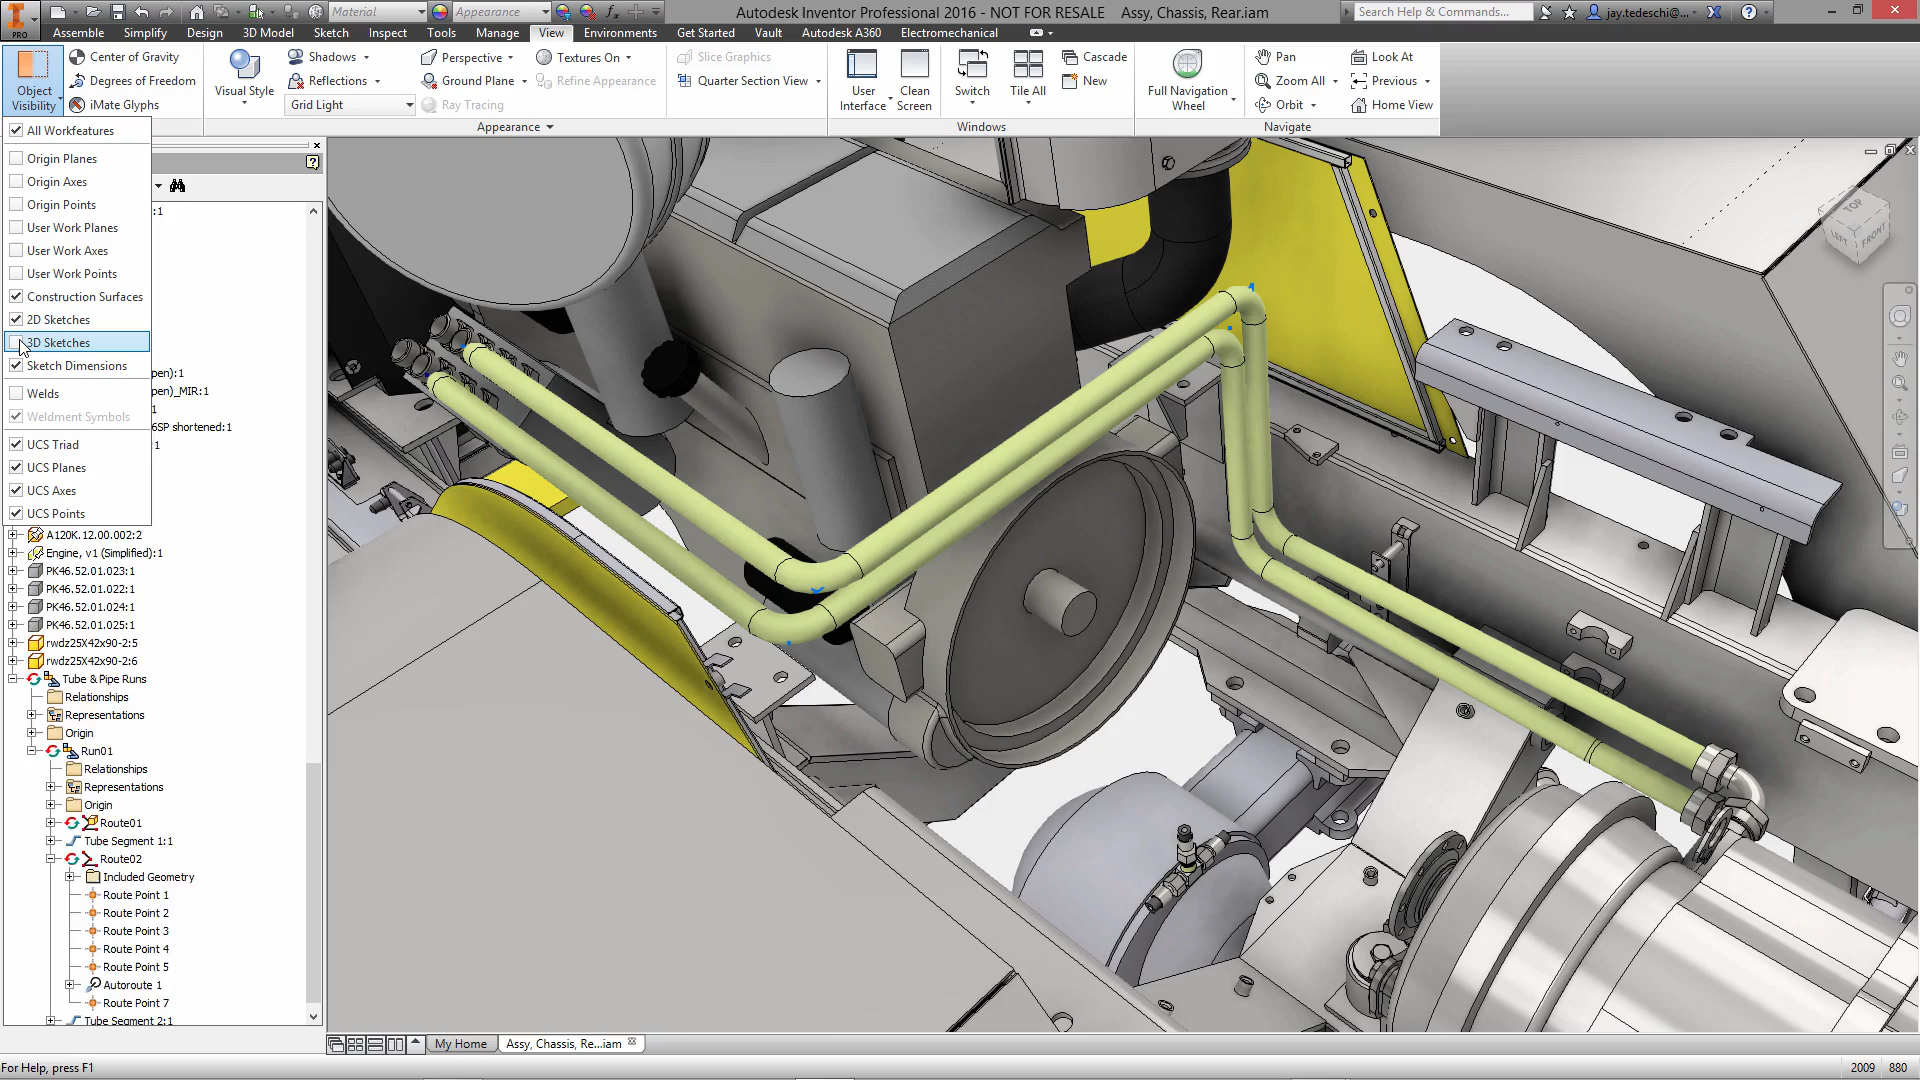 Material
Appearance
Autodesk Inventor Professional 2016 - NOT FOR RESALE Assy, Chassis, Rear.iam
Search Help & Commands...
jay.tedeschi@...
PRO
Assemble Simplify Design 3D Model Sketch Inspect Tools Manage View Environments Get Started Vault Autodesk A360 Electromechanical
Object Visibility
Center of Gravity
Degrees of Freedom
iMate Glyphs
Visual Style
Shadows
Reflections
Grid Light
Perspective
Ground Plane
Ray Tracing
Textures On
Refine Appearance
Slice Graphics
Quarter Section View
Appearance
User Interface
Clean Screen
Switch
Tile All
Cascade
New
Windows
Full Navigation Wheel
Pan
Zoom All
Orbit
Look At
Previous
Home View
Navigate
All Workfeatures
Origin Planes
Origin Axes
Origin Points
User Work Planes
User Work Axes
User Work Points
Construction Surfaces
2D Sketches
3D Sketches
Sketch Dimensions
Welds
Weldment Symbols
UCS Triad
UCS Planes
UCS Axes
UCS Points
:1
pen):1
pen)_MIR:1
1
6SP shortened:1
:1
A120K.12.00.002:2
Engine, v1 (Simplified):1
PK46.52.01.023:1
PK46.52.01.022:1
PK46.52.01.024:1
PK46.52.01.025:1
rwdz25X42x90-2:5
rwdz25X42x90-2:6
Tube & Pipe Runs
Relationships
Representations
Origin
Run01
Relationships
Representations
Origin
Route01
Tube Segment 1:1
Route02
Included Geometry
Route Point 1
Route Point 2
Route Point 3
Route Point 4
Route Point 5
Autoroute 1
Route Point 7
Tube Segment 2:1
TOP
LEFT FRONT
My Home
Assy, Chassis, Re...iam
For Help, press F1
2009 880